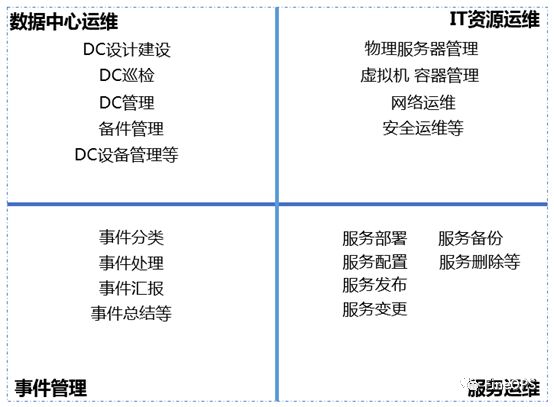 数据中心运维
DC设计建设
DC巡检
DC管理
备件管理
DC设备管理等
IT资源运维
物理服务器管理
虚拟机 容器管理
网络运维
安全运维等
事件分类
事件处理
事件汇报
事件总结等
事件管理
服务部署 服务备份
服务配置 服务删除等
服务发布
服务变更
服务运维